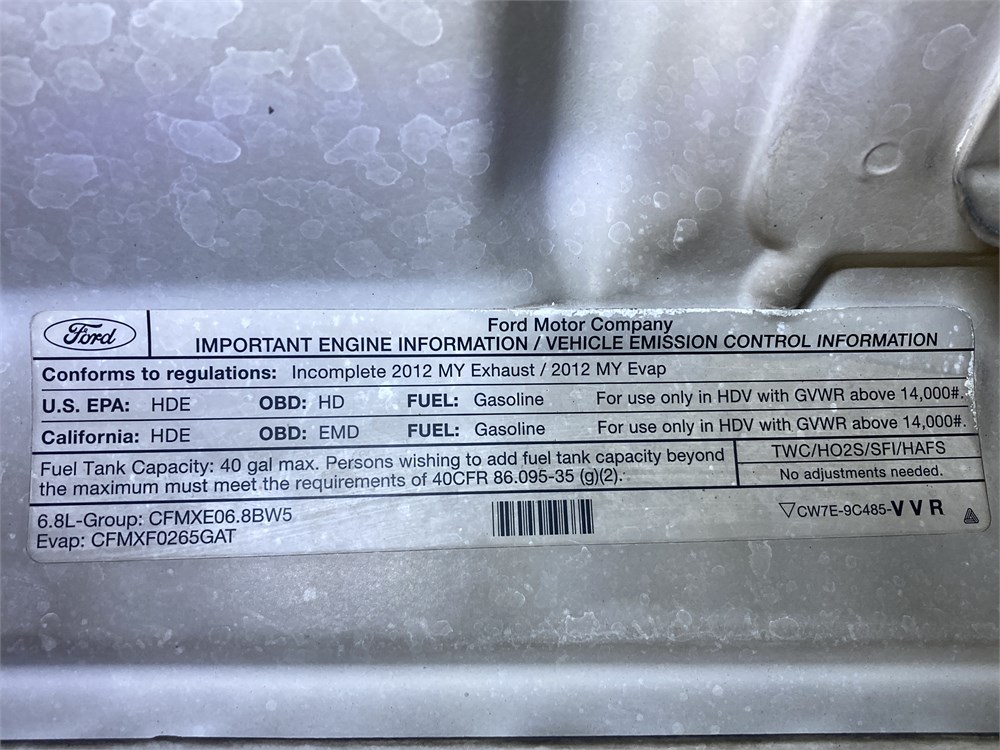 Ford
Ford Motor Company
IMPORTANT ENGINE INFORMATION / VEHICLE EMISSION CONTROL INFORMATION
Conforms to regulations: Incomplete 2012 MY Exhaust / 2012 MY Evap
U.S. EPA: HDE OBD: HD FUEL: Gasoline For use only in HDV with GVWR above 14,000#.
California: HDE OBD: EMD FUEL: Gasoline For use only in HDV with GVWR above 14,000#.
Fuel Tank Capacity: 40 gal max. Persons wishing to add fuel tank capacity beyond
the maximum must meet the requirements of 40CFR 86.095-35 (g)(2).
TWC/HO2S/SFI/HAFS
No adjustments needed.
6.8L-Group: CFMXE06.8BW5
Evap: CFMXF0265GAT
▽CW7E-9C485-VVR